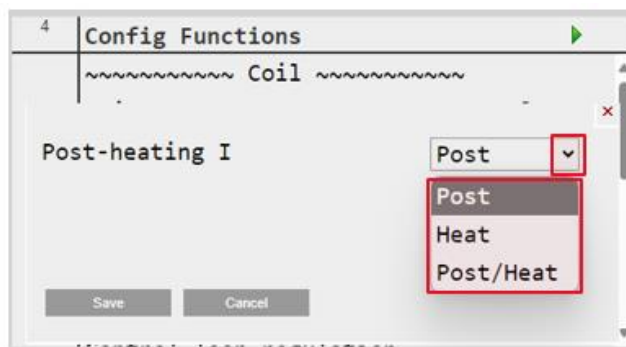 4 Config Functions
~~~~~~~~~~~ Coil ~~~~~~~~~~~
Post-heating I Post
Post
Heat
Post/Heat
Save Cancel